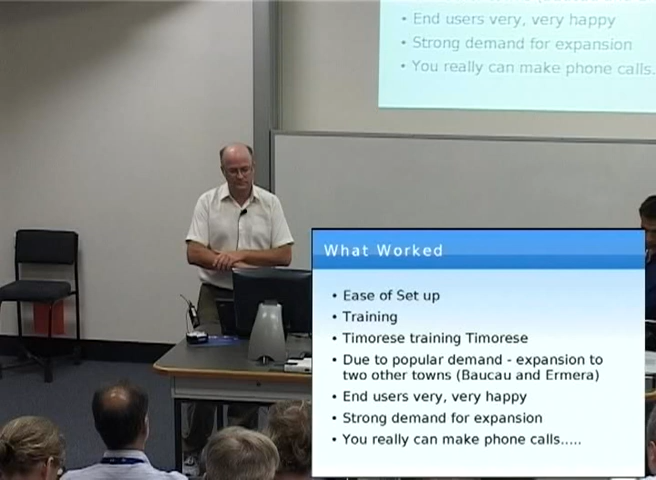 • End users very, very happy
• Strong demand for expansion
• You really can make phone calls.
What Worked
• Ease of Set up
• Training
• Timorese training Timorese
• Due to popular demand - expansion to
two other towns (Baucau and Ermera)
• End users very, very happy
• Strong demand for expansion
• You really can make phone calls.....